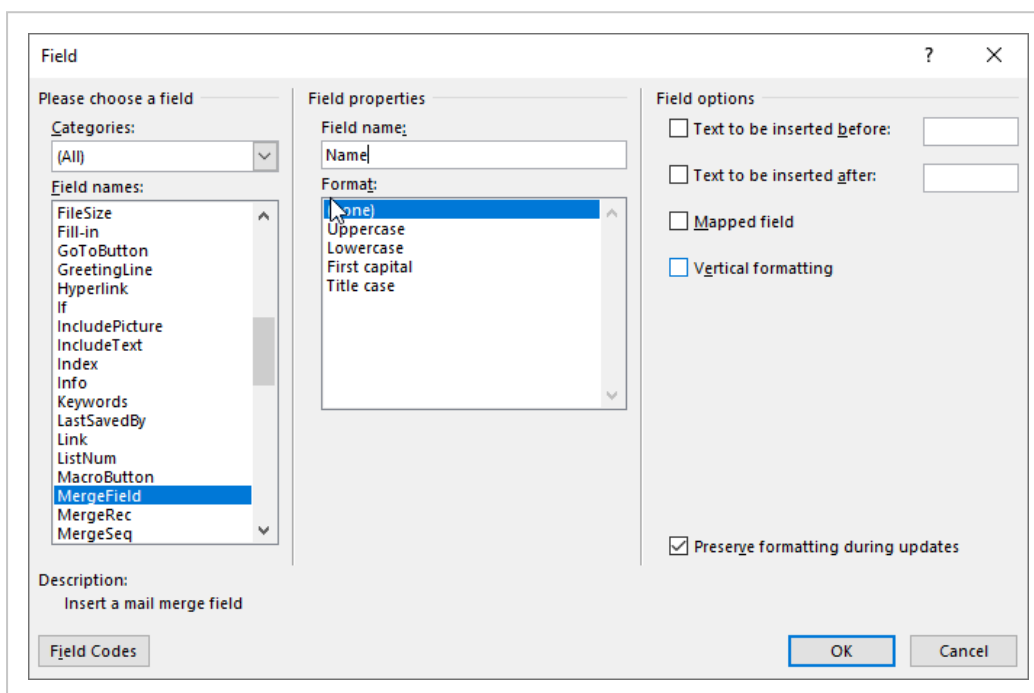 Field
?
Please choose a field
Categories:
(All)
Field names:
FileSize
Fill-in
GoToButton
GreetingLine
Hyperlink
If
IncludePicture
IncludeText
Index
Info
Keywords
LastSavedBy
Link
ListNum
MacroButton
MergeField
MergeRec
MergeSeq
Field properties
Field name:
Name
Format:
Uppercase
Lowercase
First capital
Title case
Field options
Text to be inserted before:
Text to be inserted after:
Mapped field
Vertical formatting
Preserve formatting during updates
Description:
Insert a mail merge field
Field Codes
OK
Cancel